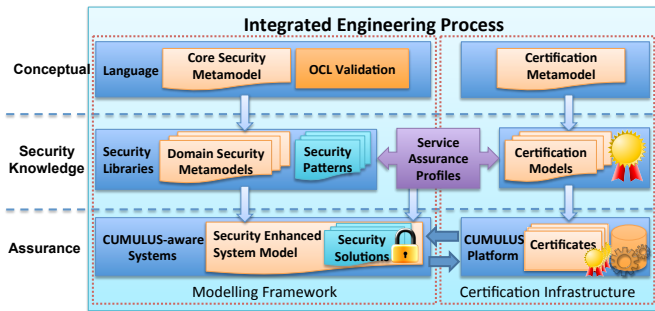 Integrated Engineering Process
Conceptual
Language
Core Security
Metamodel
OCL Validation
Certification
Metamodel
Security
Knowledge
Security
Libraries
Domain Security
Metamodels
Security
Patterns
Service
Assurance
Profiles
Certification
Models
Assurance
CUMULUS-aware
Systems
Security Enhanced
System Model
Security
Solutions
CUMULUS
Platform
Certificates
Modelling Framework
Certification Infrastructure